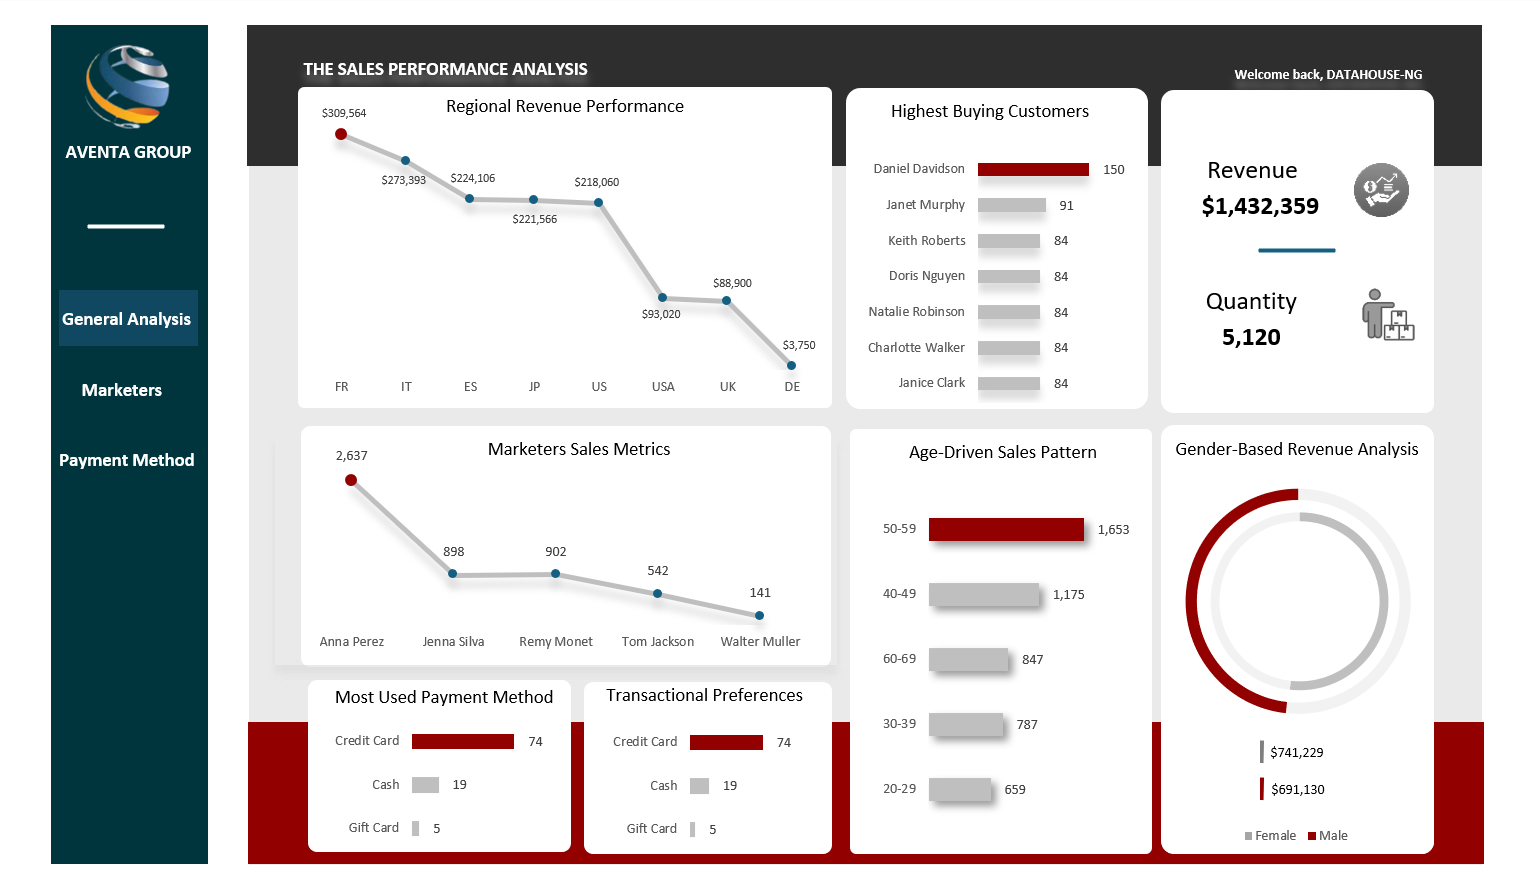 AVENTA GROUP
General Analysis
Marketers
Payment Method
THE SALES PERFORMANCE ANALYSIS
Welcome back, DATAHOUSE-NG
Regional Revenue Performance
$309,564
$273,393
$224,106
$221,566
$218,060
$93,020
$88,900
$3,750
FR IT ES JP US USA UK DE
Highest Buying Customers
Daniel Davidson 150
Janet Murphy 91
Keith Roberts 84
Doris Nguyen 84
Natalie Robinson 84
Charlotte Walker 84
Janice Clark 84
Revenue
$1,432,359
Quantity
5,120
Marketers Sales Metrics
2,637
898
902
542
141
Anna Perez Jenna Silva Remy Monet Tom Jackson Walter Muller
Age-Driven Sales Pattern
50-59 1,653
40-49 1,175
60-69 847
30-39 787
20-29 659
Gender-Based Revenue Analysis
$741,229
$691,130
Female Male
Most Used Payment Method
Credit Card 74
Cash 19
Gift Card 5
Transactional Preferences
Credit Card 74
Cash 19
Gift Card 5